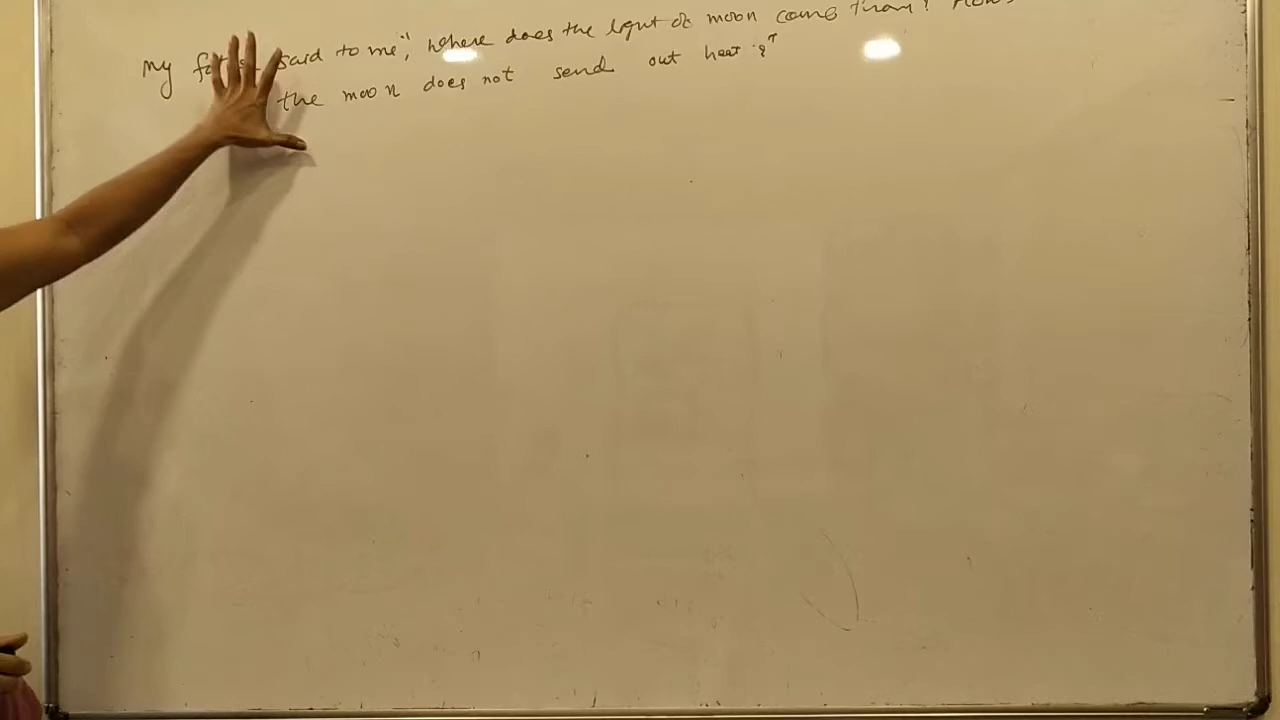 My said to me", where does the light of moon come from? How
the moon does not send out heat ?"